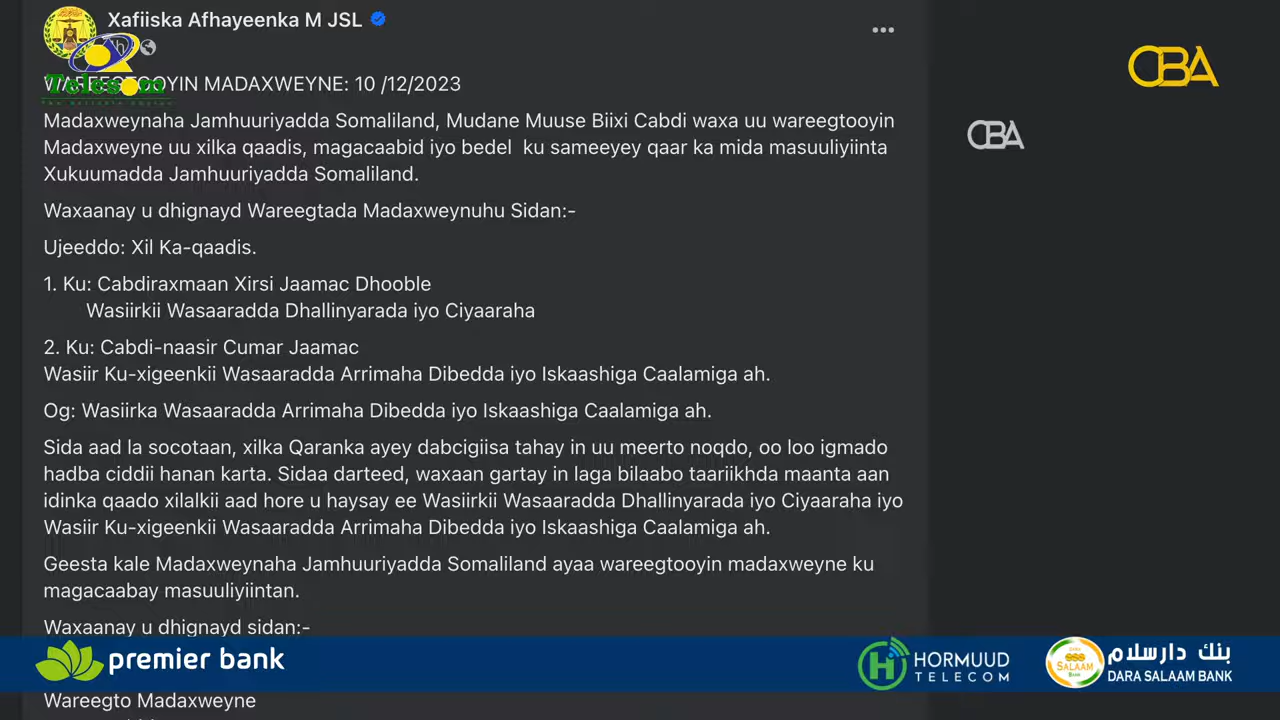 Xafiiska Afhayeenka M JSL
Telesom
CBA
CBA
MADAXWEYNE: 10 /12/2023
Madaxweynaha Jamhuuriyadda Somaliland, Mudane Muuse Biixi Cabdi waxa uu wareegtooyin
Madaxweyne uu xilka qaadis, magacaabid iyo bedel ku sameeyey qaar ka mida masuuliyiinta
Xukuumadda Jamhuuriyadda Somaliland.
Waxaanay u dhignayd Wareegtada Madaxweynuhu Sidan:-
Ujeeddo: Xil Ka-qaadis.
1. Ku: Cabdiraxmaan Xirsi Jaamac Dhooble
Wasiirkii Wasaaradda Dhallinyarada iyo Ciyaaraha
2. Ku: Cabdi-naasir Cumar Jaamac
Wasiir Ku-xigeenkii Wasaaradda Arrimaha Dibedda iyo Iskaashiga Caalamiga ah.
Og: Wasiirka Wasaaradda Arrimaha Dibedda iyo Iskaashiga Caalamiga ah.
Sida aad la socotaan, xilka Qaranka ayey dabcigiisa tahay in uu meerto noqdo, oo loo igmado
hadba ciddii hanan karta. Sidaa darteed, waxaan gartay in laga bilaabo taariikhda maanta aan
idinka qaado xilalkii aad hore u haysay ee Wasiirkii Wasaaradda Dhallinyarada iyo Ciyaaraha iyo
Wasiir Ku-xigeenkii Wasaaradda Arrimaha Dibedda iyo Iskaashiga Caalamiga ah.
Geesta kale Madaxweynaha Jamhuuriyadda Somaliland ayaa wareegtooyin madaxweyne ku
magacaabay masuuliyiintan.
Waxaanay u dhignayd sidan:-
premier bank
HORMUUD
TELECOM
DARA
SALAAM
BANK
بنك دارسلام
DARA SALAAM BANK
Wareegto Madaxweyne